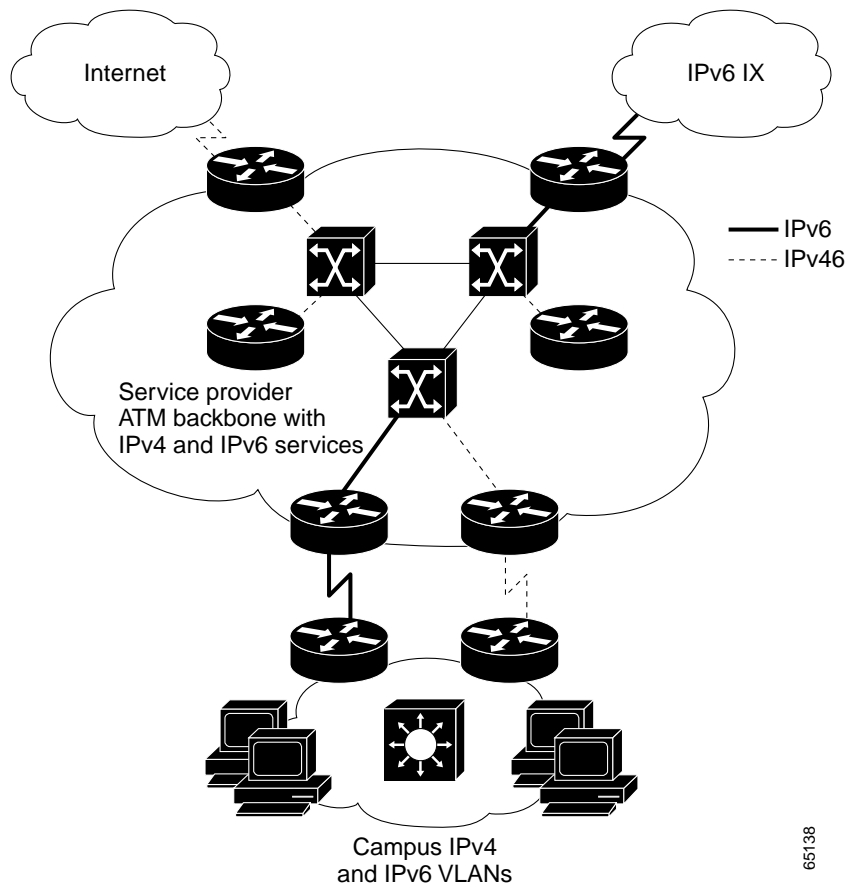 Internet
IPv6 IX
IPv6
IPv46
Service provider
ATM backbone with
IPv4 and IPv6 services
Campus IPv4
and IPv6 VLANs
65138